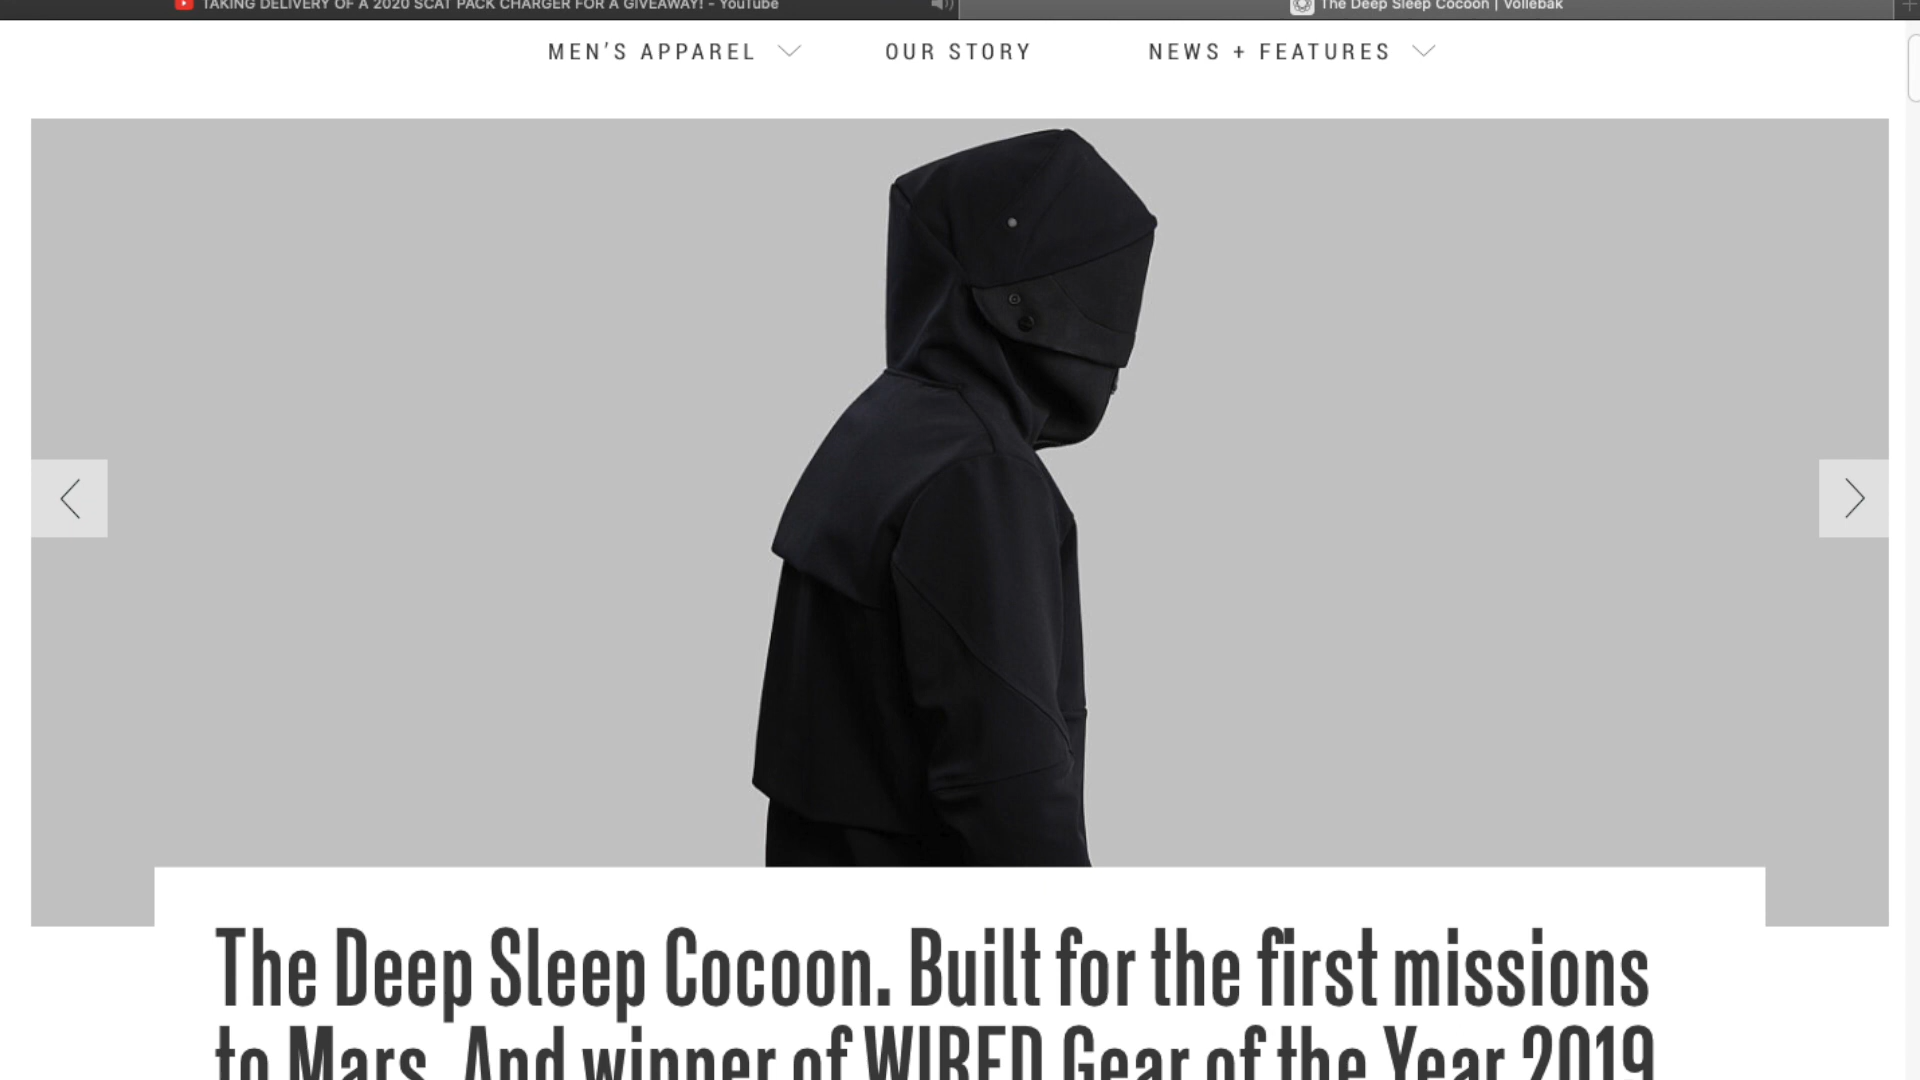 TAKING DELIVERY OF A 2020 SCAT PACK CHARGER FOR A GIVEAWAY! - YouTube
The Deep Sleep Cocoon | Vollebak
MEN'S APPAREL
OUR STORY
NEWS + FEATURES
The Deep Sleep Cocoon. Built for the first missions
to Mars. And winner of WIRED Gear of the Year 2019